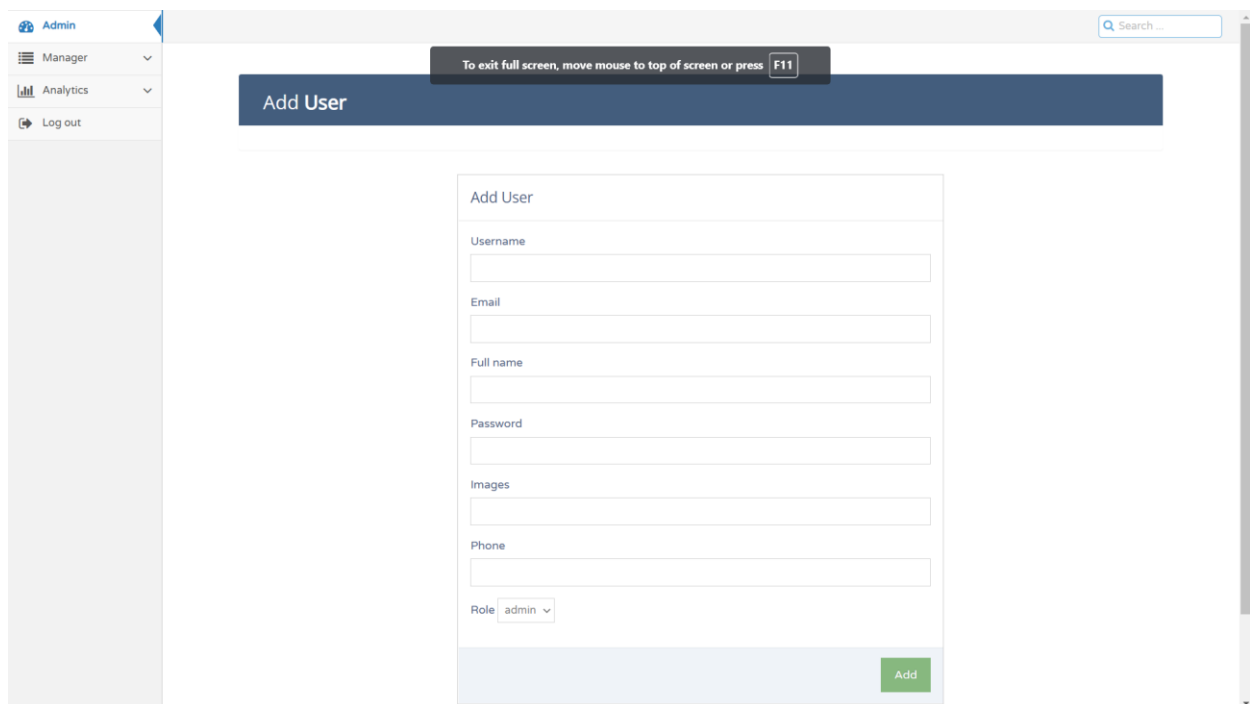 Admin
Search ...
Manager
To exit full screen, move mouse to top of screen or press F11
Analytics
Add User
Log out
Add User
Username
Email
Full name
Password
Images
Phone
Role admin
Add